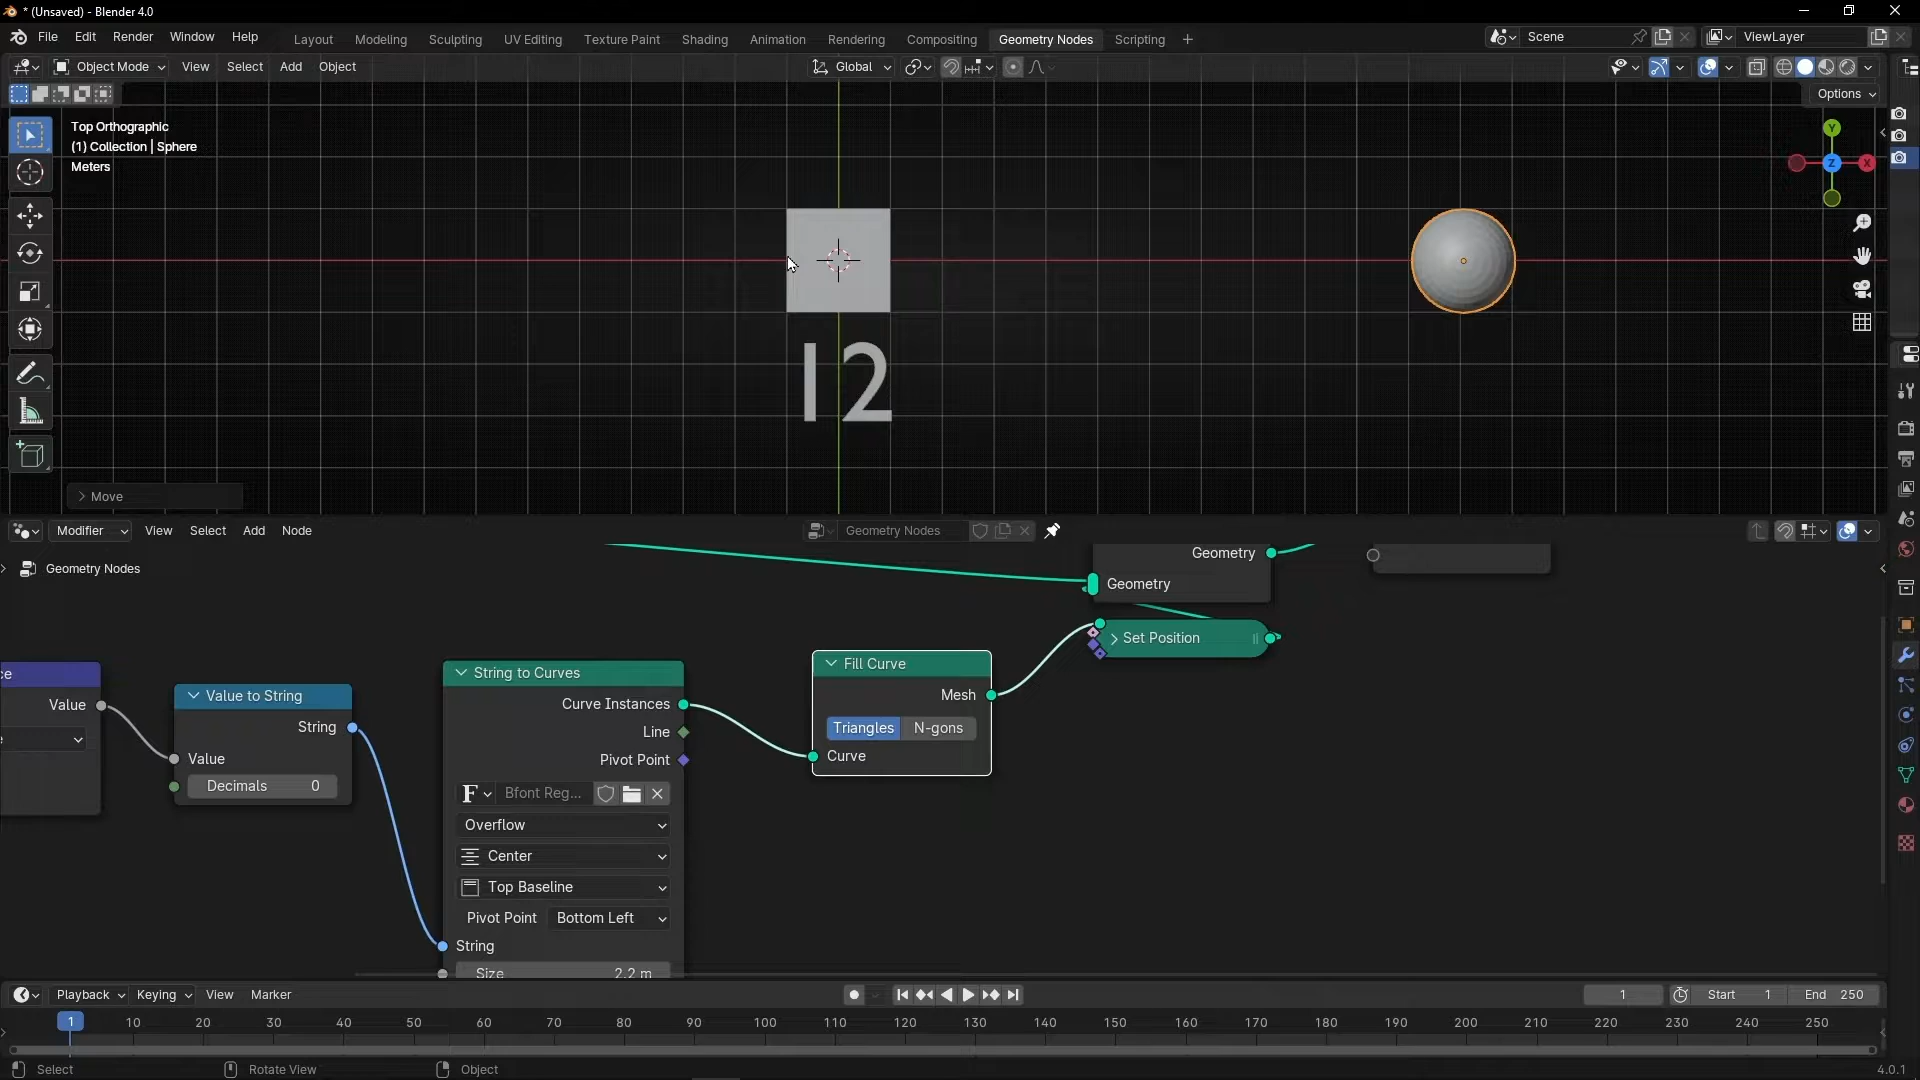 * (Unsaved) - Blender 4.0
File Edit Render Window Help Layout Modeling Sculpting UV Editing Texture Paint Shading Animation Rendering Compositing Geometry Nodes Scripting + Scene ViewLayer
Object Mode View Select Add Object Global
Options
Top Orthographic
(1) Collection | Sphere
Meters
Y
Z X
12
> Move
Modifier View Select Add Node Geometry Nodes
Geometry Nodes
Geometry
Geometry
Set Position
ce
Value
Value to String
String
Value
Decimals 0
String to Curves
Curve Instances
Line
Pivot Point
F Bfont Reg...
Overflow
Center
Top Baseline
Pivot Point Bottom Left
String
Size 2.2 m
Fill Curve
Mesh
Triangles N-gons
Curve
Playback Keying View Marker 1 Start 1 End 250
1 10 20 30 40 50 60 70 80 90 100 110 120 130 140 150 160 170 180 190 200 210 220 230 240 250
Select Rotate View Object 4.0.1